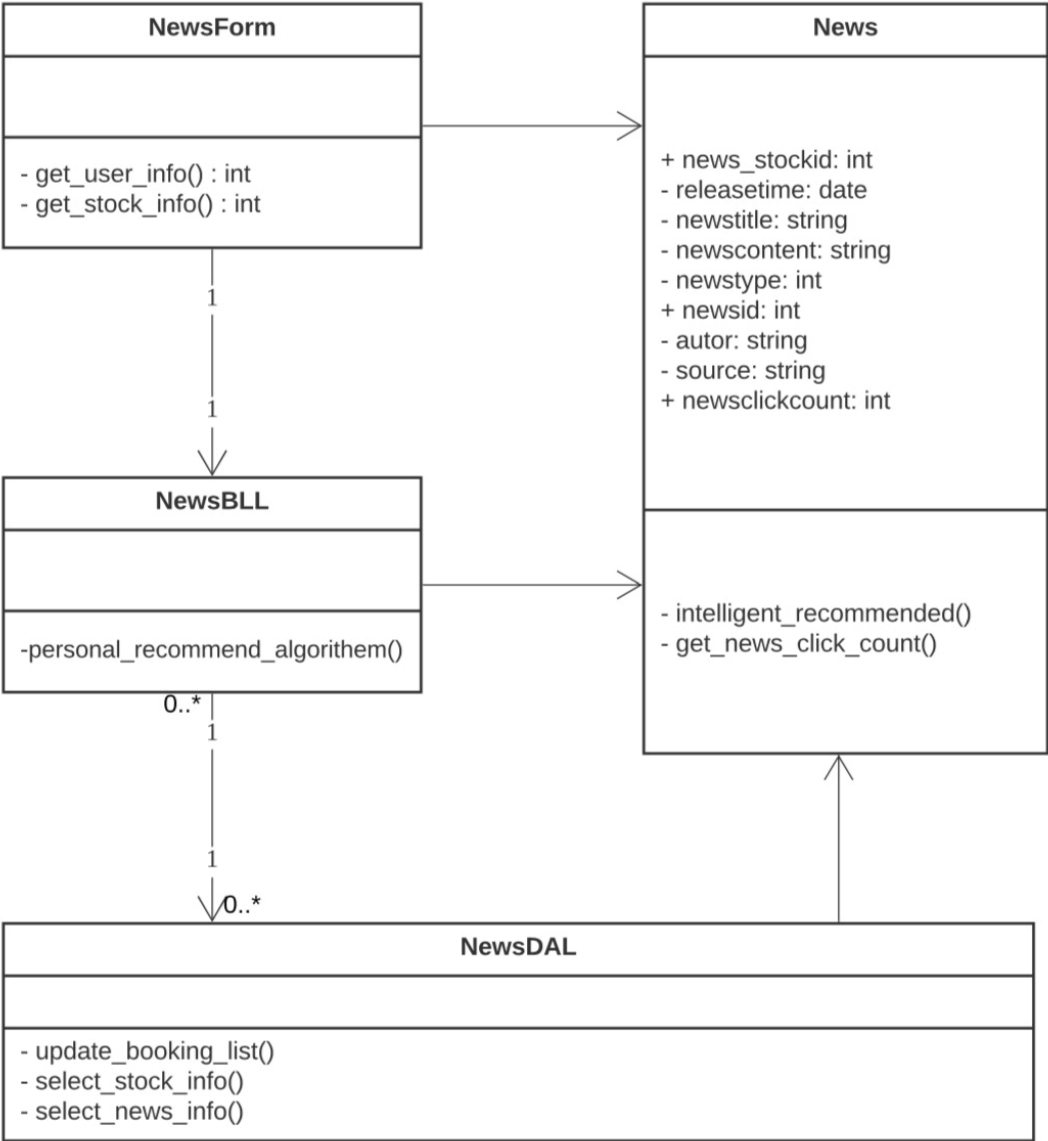 NewsForm
- get_user_info() : int
- get_stock_info() : int
News
+ news_stockid: int
- releasetime: date
- newstitle: string
- newscontent: string
- newstype: int
+ newsid: int
- autor: string
- source: string
+ newsclickcount: int
- intelligent_recommended()
- get_news_click_count()
1
1
NewsBLL
-personal_recommend_algorithem()
0..*
1
1
0..*
NewsDAL
- update_booking_list()
- select_stock_info()
- select_news_info()